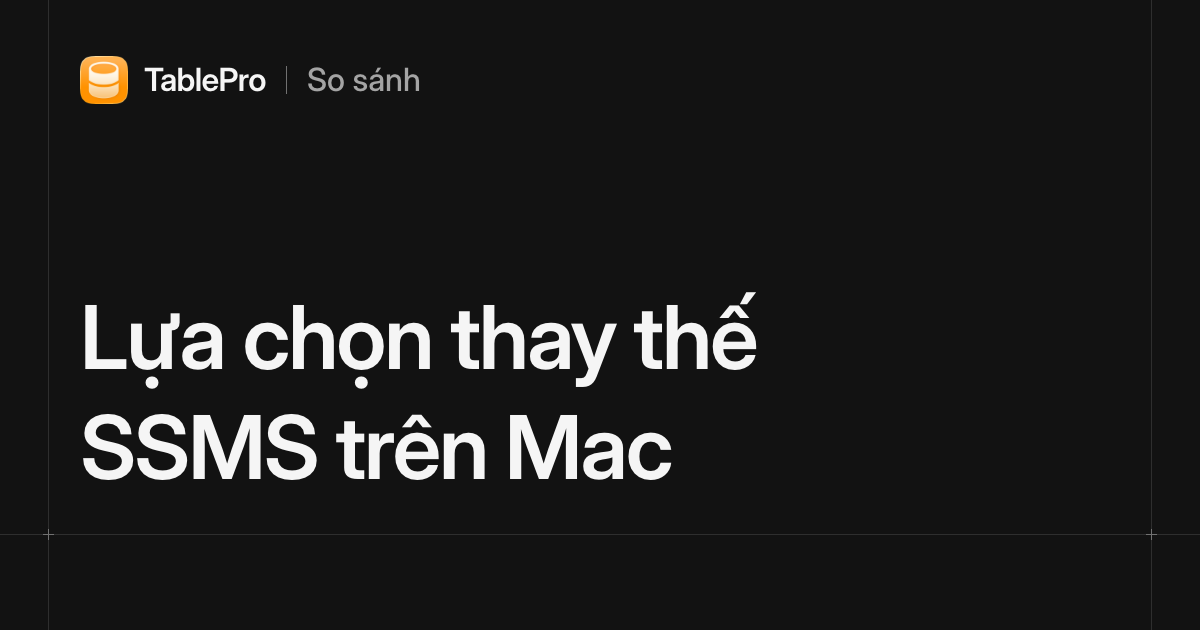 TablePro | So sánh
Lựa chọn thay thế
SSMS trên Mac